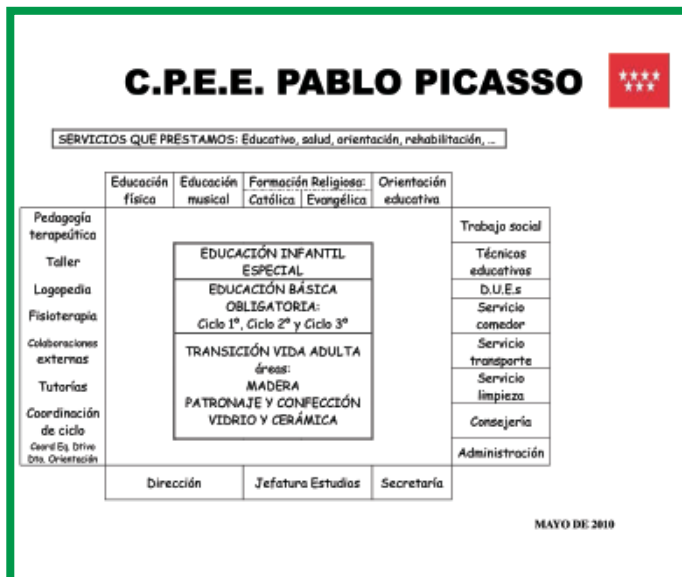 C.P.E.E. PABLO PICASSO
SERVICIOS QUE PRESTAMOS: Educativo, salud, orientación, rehabilitación, ...
Educación física
Educación musical
Formación Religiosa:
Católica
Evangélica
Orientación educativa
Pedagogía
terapeútica
Taller
Logopedia
Fisioterapia
Colaboraciones
externas
Tutorías
Coordinación
de ciclo
Coord Eq. Drivo
Dto. Orientación
EDUCACIÓN INFANTIL
ESPECIAL
EDUCACIÓN BÁSICA
OBLIGATORIA:
Ciclo 1º, Ciclo 2º y Ciclo 3º
TRANSICIÓN VIDA ADULTA
áreas:
MADERA
PATRONAJE Y CONFECCIÓN
VIDRIO Y CERÁMICA
Trabajo social
Técnicos
educativos
D.U.E.s
Servicio
comedor
Servicio
transporte
Servicio
limpieza
Consejería
Administración
Dirección
Jefatura Estudios
Secretaría
MAYO DE 2010